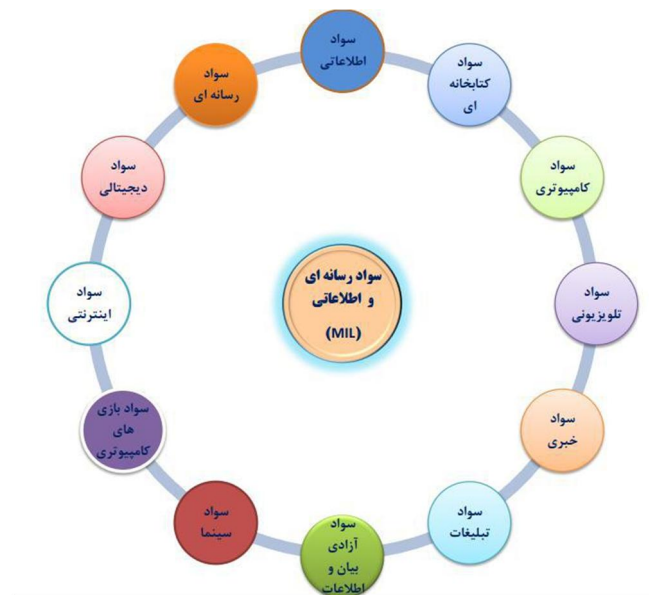 سواد
اطلاعاتی
سواد
کتابخانه
ای
سواد
کامپیوتری
سواد
تلویزیونی
سواد
خبری
سواد
تبلیغات
سواد
آزادی
بیان و
اطلاعات
سواد
سینما
سواد بازی
های
کامپیوتری
سواد
اینترنتی
سواد
دیجیتالی
سواد
رسانه ای
سواد رسانه ای
و اطلاعاتی
(MIL)